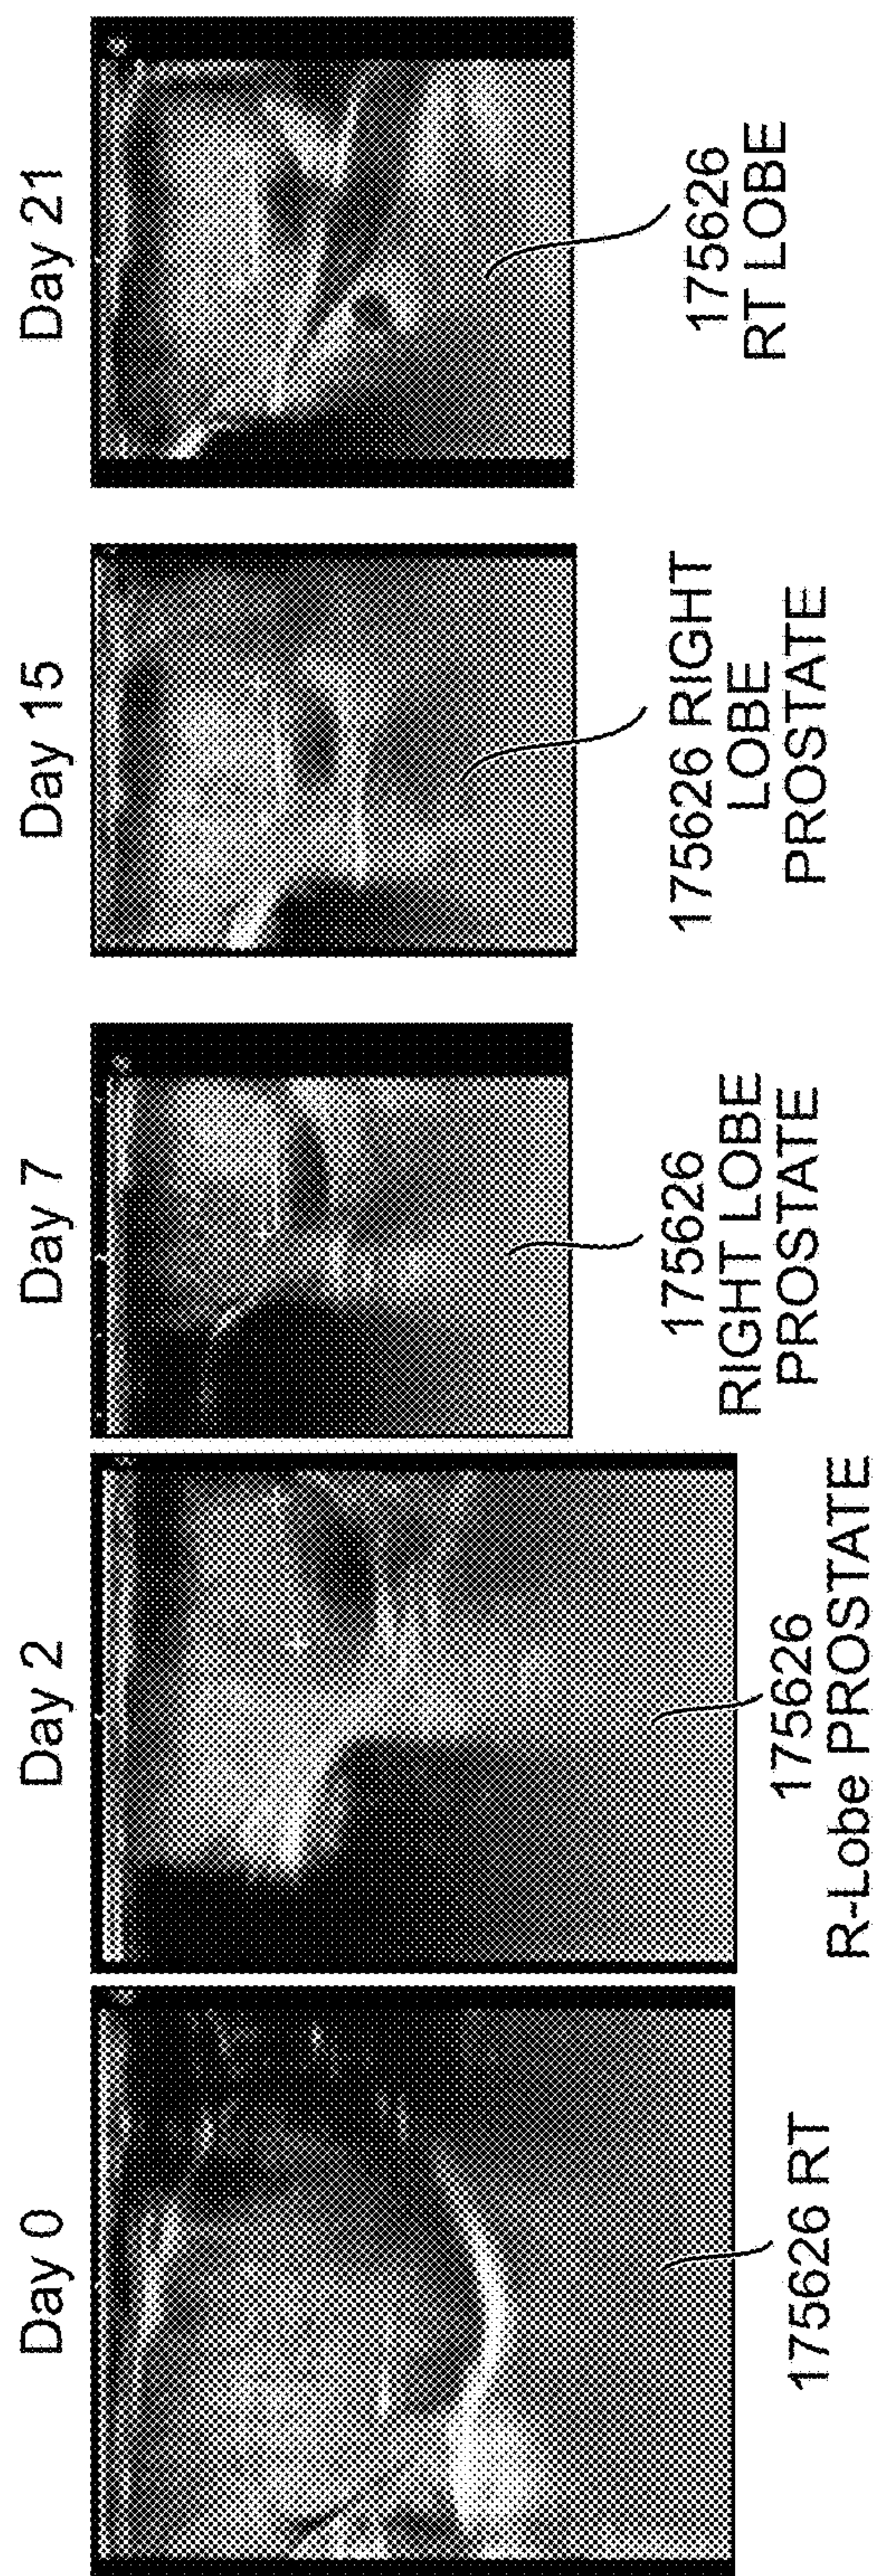 Day 0
Day 2
Day 7
Day 15
Day 21
175626 RT
175626
R-Lobe PROSTATE
175626
RIGHT LOBE
PROSTATE
175626 RIGHT
LOBE
PROSTATE
175626
RT LOBE